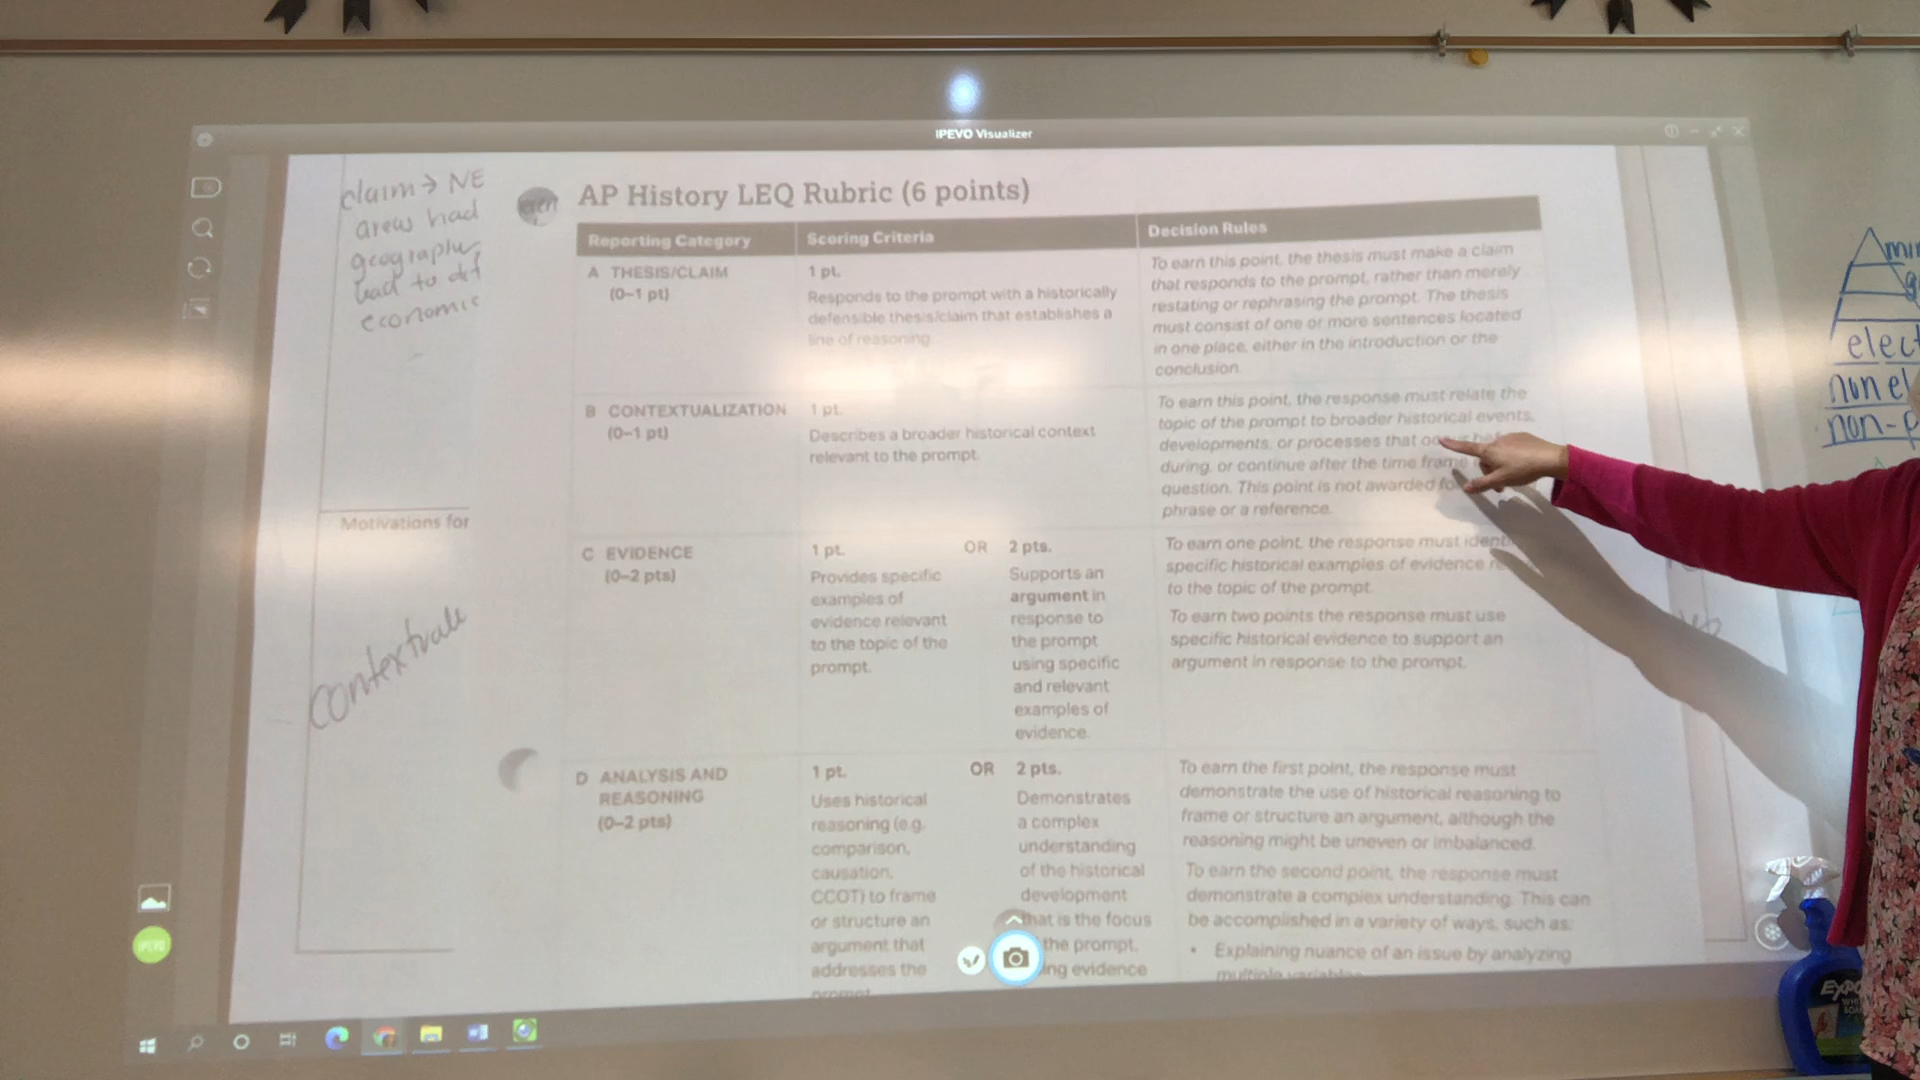 IPEVO Visualizer
claim → NE
areas had
geography
had to
economic
Motivations for
contextuale
AP History LEQ Rubric (6 points)
Reporting Category
Scoring Criteria
Decision Rules
A THESIS/CLAIM
(0–1 pt)
1 pt.
Responds to the prompt with a historically
defensible thesis/claim that establishes a
line of reasoning.
To earn this point, the thesis must make a claim
that responds to the prompt, rather than merely
restating or rephrasing the prompt. The thesis
must consist of one or more sentences located
in one place, either in the introduction or the
conclusion.
B CONTEXTUALIZATION
(0–1 pt)
1 pt.
Describes a broader historical context
relevant to the prompt.
To earn this point, the response must relate the
topic of the prompt to broader historical events,
developments, or processes that
during, or continue after the time frame
question. This point is not awarded
phrase or a reference.
C EVIDENCE
(0–2 pts)
1 pt.
Provides specific
examples of
evidence relevant
to the topic of the
prompt.
OR
2 pts.
Supports an
argument in
response to
the prompt
using specific
and relevant
examples of
evidence.
To earn one point, the response must
specific historical examples of evidence
to the topic of the prompt.
To earn two points the response must use
specific historical evidence to support an
argument in response to the prompt.
D ANALYSIS AND
REASONING
(0–2 pts)
1 pt.
Uses historical
reasoning (e.g.
comparison,
causation,
CCOT) to frame
or structure an
argument that
addresses the
prompt
OR
2 pts.
Demonstrates
a complex
understanding
of the historical
development
that is the focus
the prompt,
evidence
To earn the first point, the response must
demonstrate the use of historical reasoning to
frame or structure an argument, although the
reasoning might be uneven or imbalanced.
To earn the second point, the response must
demonstrate a complex understanding. This can
be accomplished in a variety of ways, such as:
• Explaining nuance of an issue by analyzing
multiple variables
elect
non el
non-p
IPEVO
EXPO